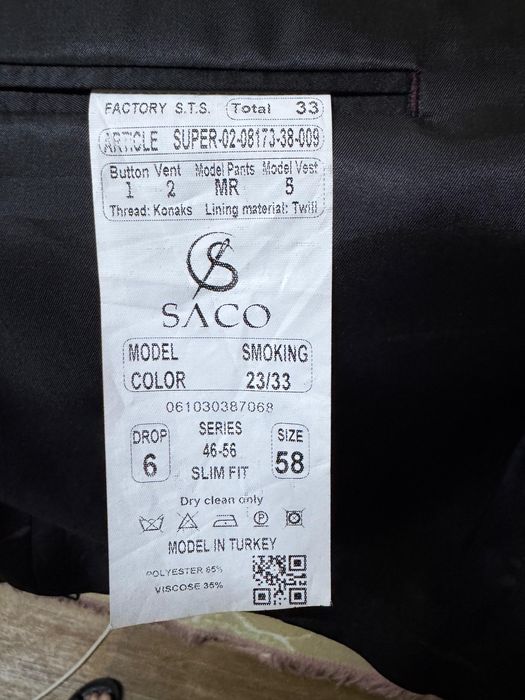 FACTORY S.T.S. Total 33
ARTICLE SUPER-02-08173-38-009
Button Vent Model Pants Model Vest
1 2 MR 5
Thread: Konaks Lining material: Twill
SACO
MODEL SMOKING
COLOR 23/33
061030387068
DROP SERIES SIZE
6 46-56 58
SLIM FIT
Dry clean only
P
MODEL IN TURKEY
POLYESTER 65%
VISCOSE 35%